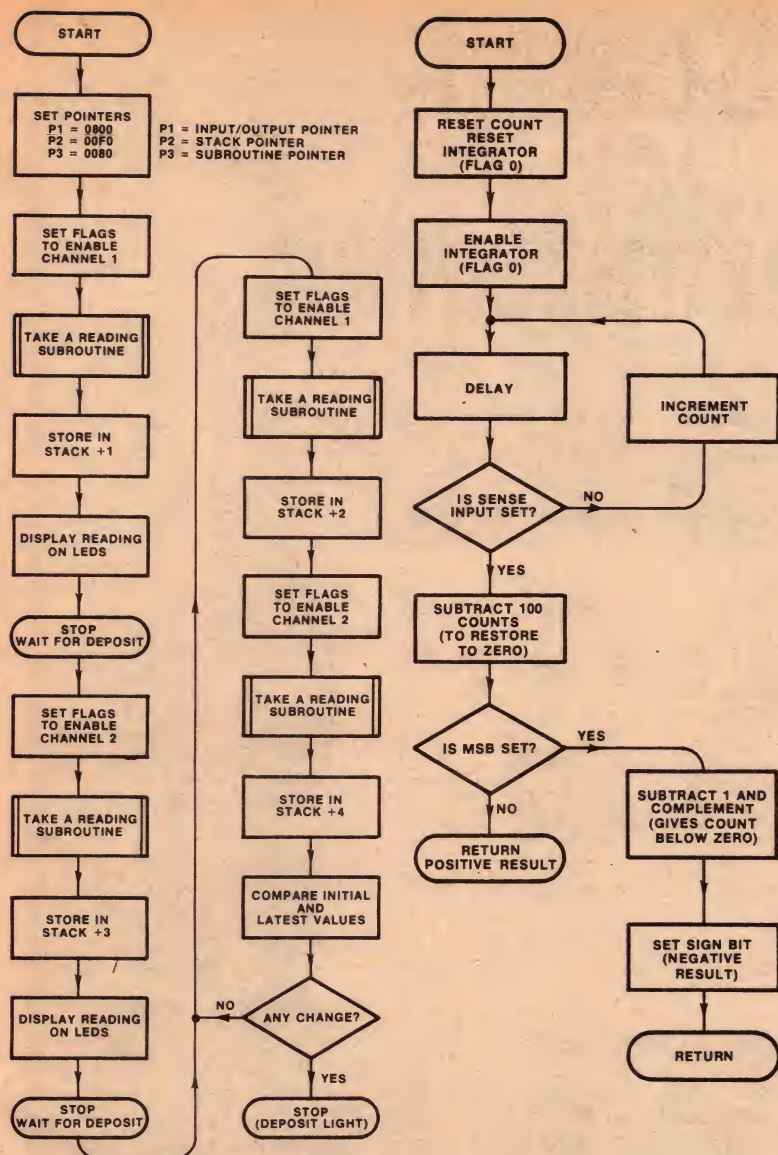 START
SET POINTERS
P1 = 0800
P2 = 00F0
P3 = 0080
P1 = INPUT/OUTPUT POINTER
P2 = STACK POINTER
P3 = SUBROUTINE POINTER
SET FLAGS
TO ENABLE
CHANNEL 1
TAKE A READING
SUBROUTINE
STORE IN
STACK +1
DISPLAY READING
ON LEDS
STOP
WAIT FOR DEPOSIT
SET FLAGS
TO ENABLE
CHANNEL 2
TAKE A READING
SUBROUTINE
STORE IN
STACK +3
DISPLAY READING
ON LEDS
STOP
WAIT FOR DEPOSIT
SET FLAGS
TO ENABLE
CHANNEL 1
TAKE A READING
SUBROUTINE
STORE IN
STACK +2
SET FLAGS
TO ENABLE
CHANNEL 2
TAKE A READING
SUBROUTINE
STORE IN
STACK +4
COMPARE INITIAL
AND
LATEST VALUES
ANY CHANGE?
NO
YES
STOP
(DEPOSIT LIGHT)
START
RESET COUNT
RESET
INTEGRATOR
(FLAG 0)
ENABLE
INTEGRATOR
(FLAG 0)
DELAY
INCREMENT
COUNT
IS SENSE
INPUT SET?
NO
YES
SUBTRACT 100
COUNTS
(TO RESTORE
TO ZERO)
IS MSB SET?
YES
NO
RETURN
POSITIVE RESULT
SUBTRACT 1 AND
COMPLEMENT
(GIVES COUNT
BELOW ZERO)
SET SIGN BIT
(NEGATIVE
RESULT)
RETURN